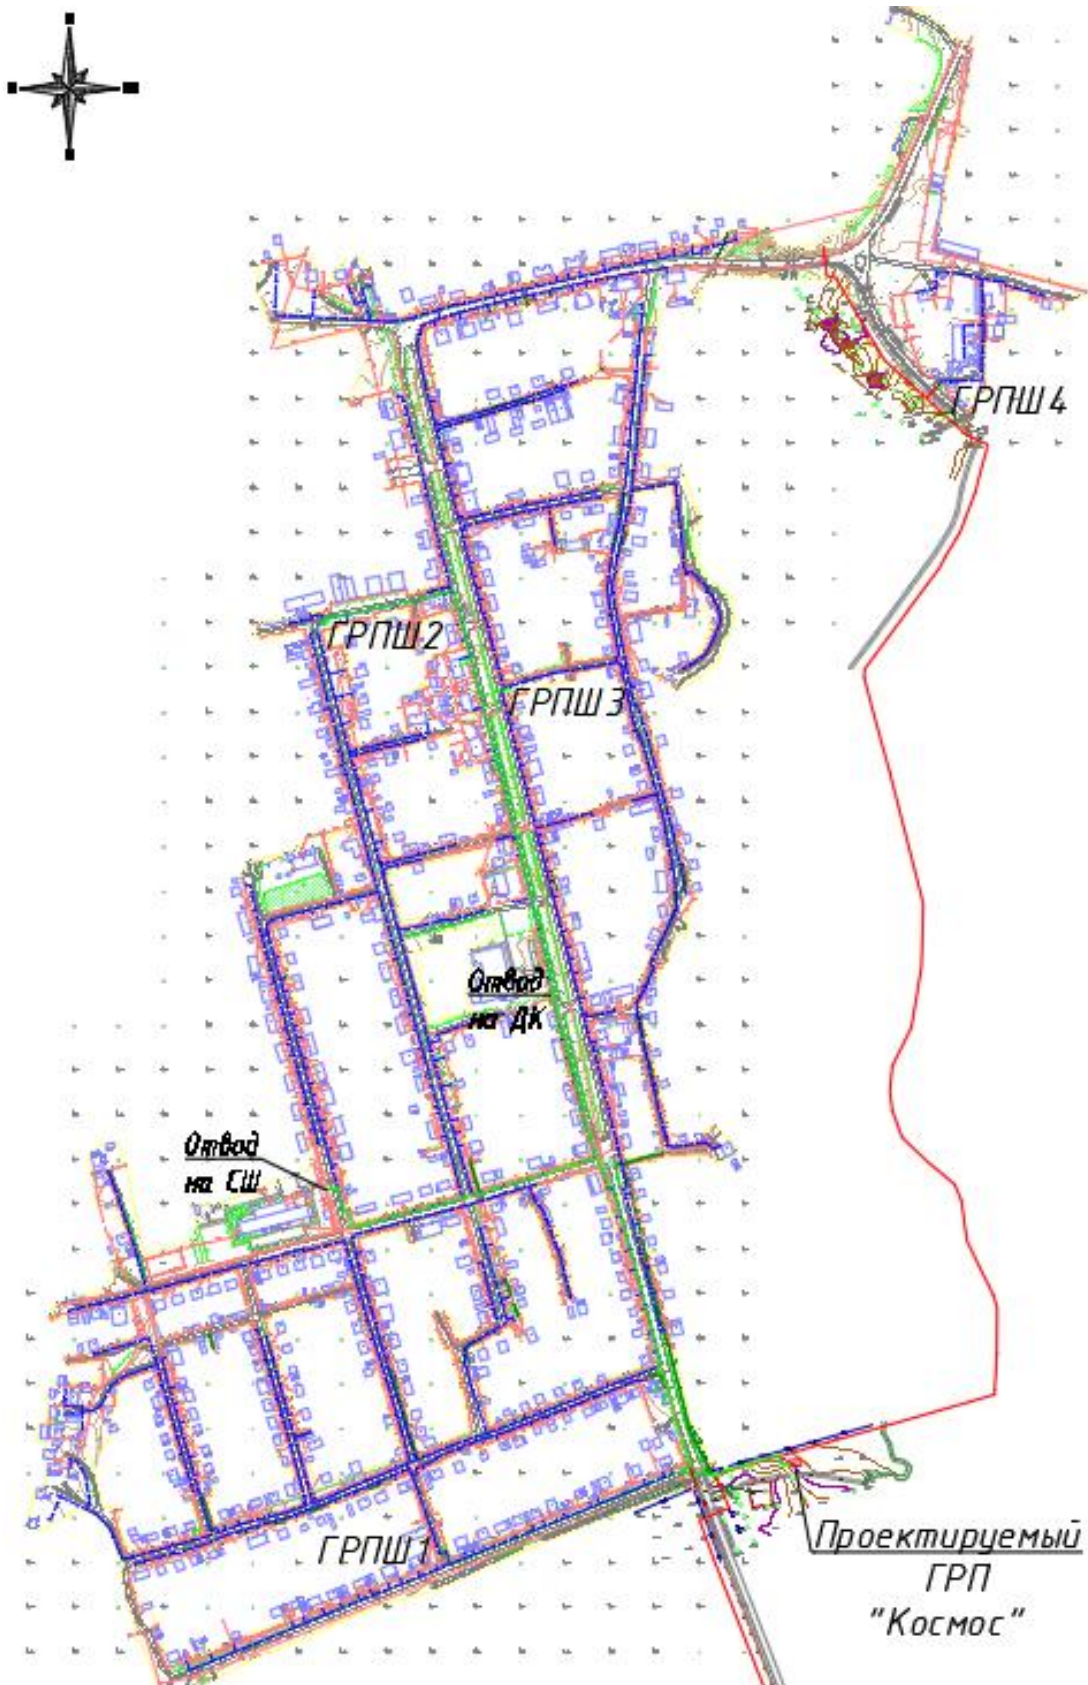 ГРПШ 4
ГРПШ 2
ГРПШ 3
Отвод
на ДК
Отвод
на СШ
ГРПШ 1
Проектируемый
ГРП
"Космос"